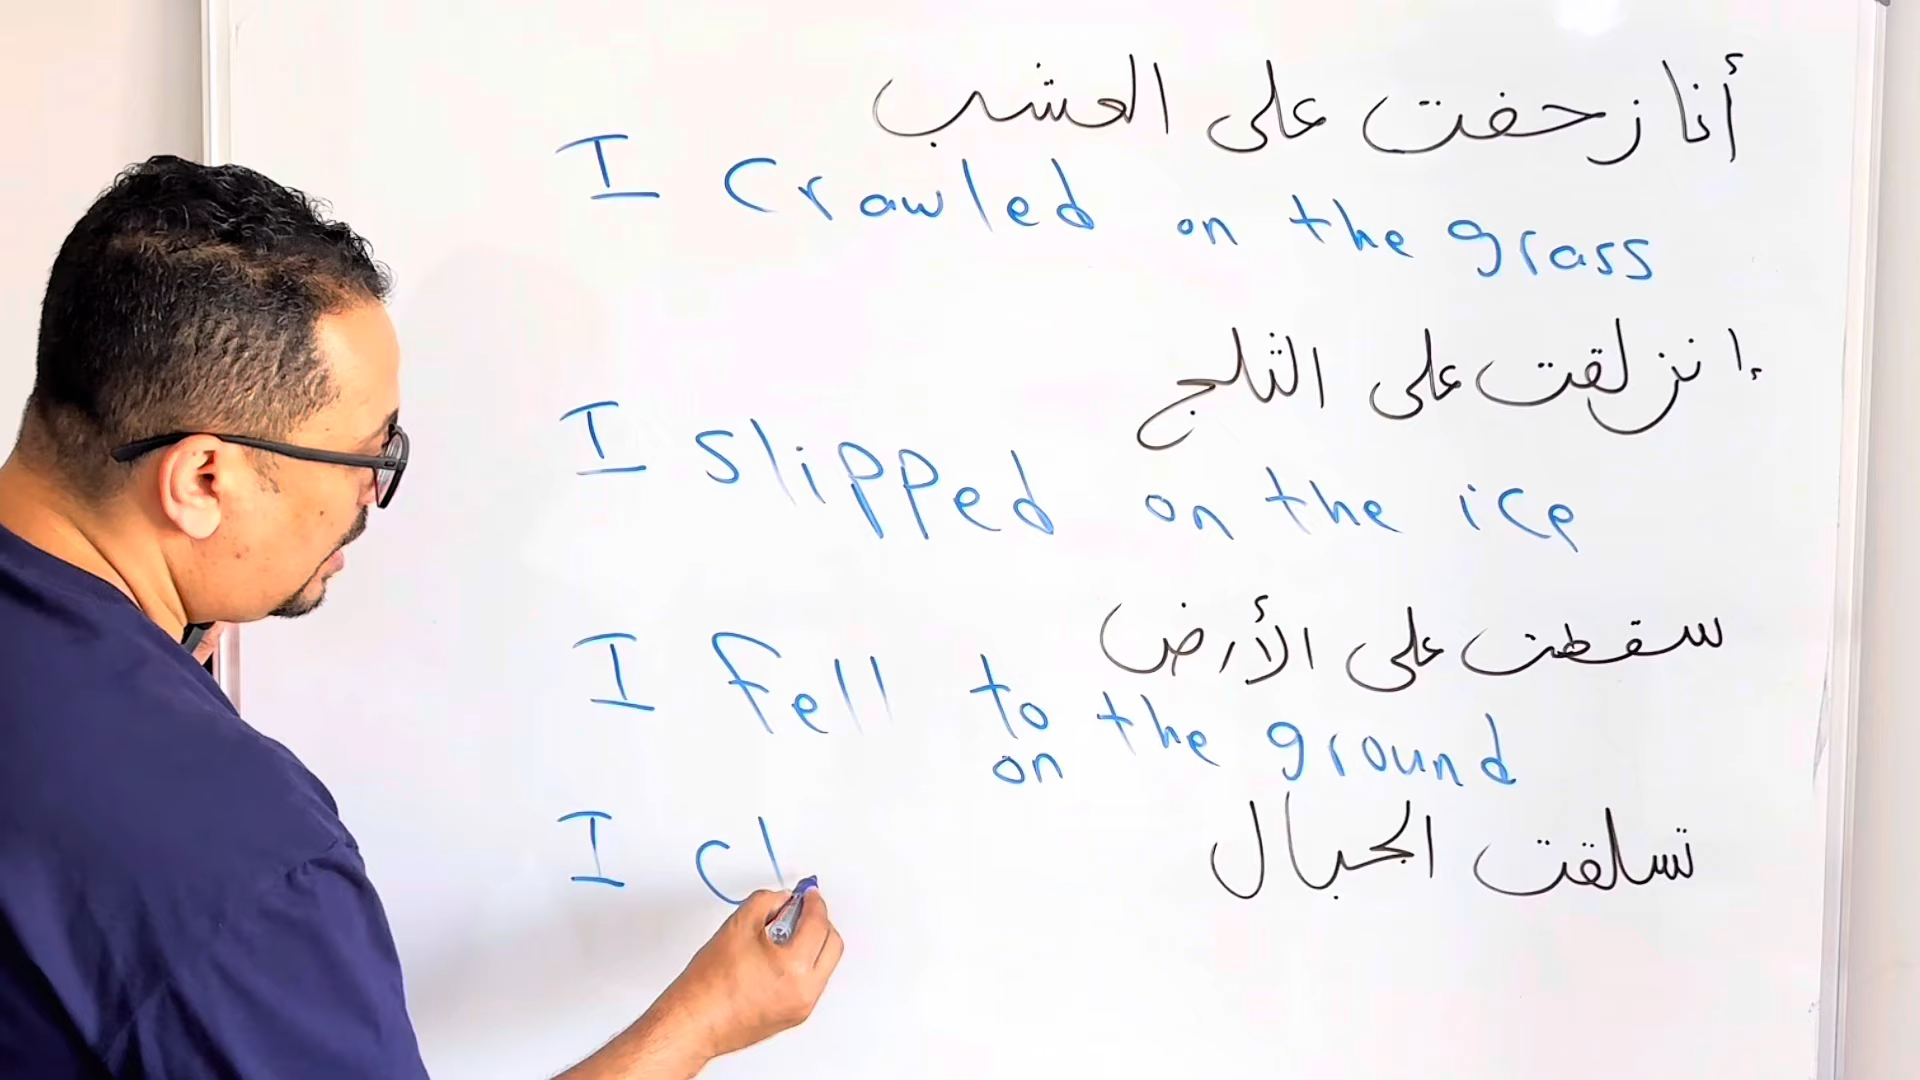 أنا زحفت على العشب
I crawled on the grass
إنزلقت على الثلج
I slipped on the ice
سقطت على الأرض
I fell to the ground
on
تسلقت الجبال
I cl